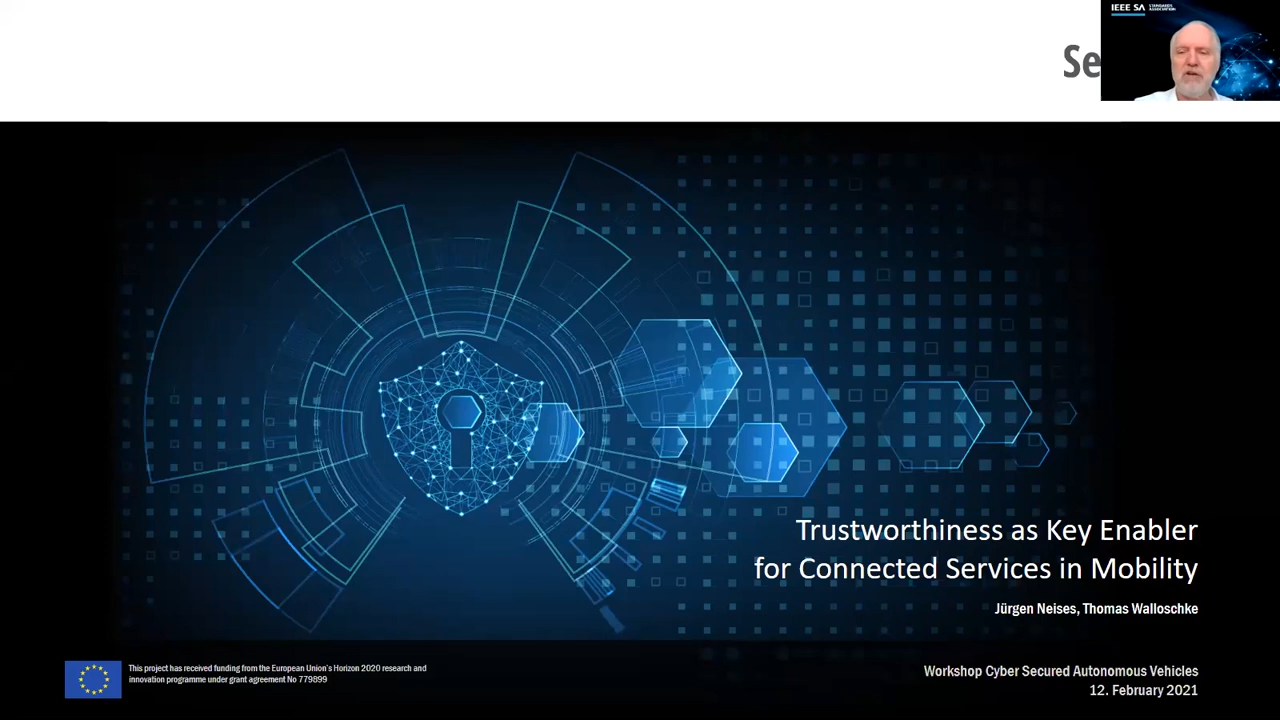 IEEE SA STANDARDS
ASSOCIATION
Se
Trustworthiness as Key Enabler
for Connected Services in Mobility
Jürgen Neises, Thomas Walloschke
This project has received funding from the European Union's Horizon 2020 research and
innovation programme under grant agreement No 779899
Workshop Cyber Secured Autonomous Vehicles
12. February 2021